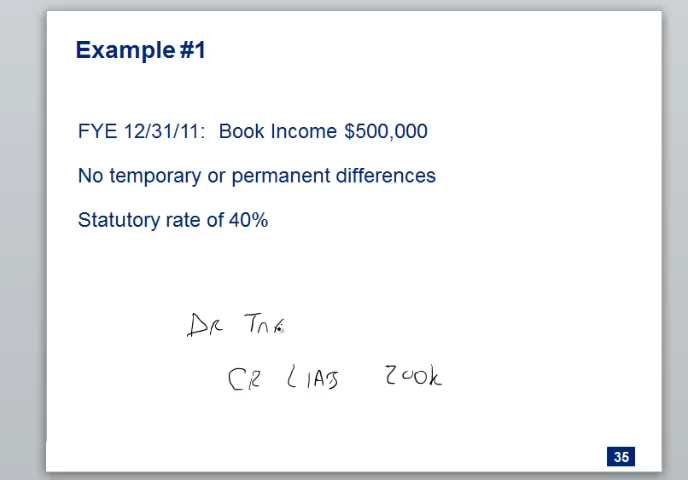 Example #1
FYE 12/31/11: Book Income $500,000
No temporary or permanent differences
Statutory rate of 40%
DR
CR LIAB 200k
35